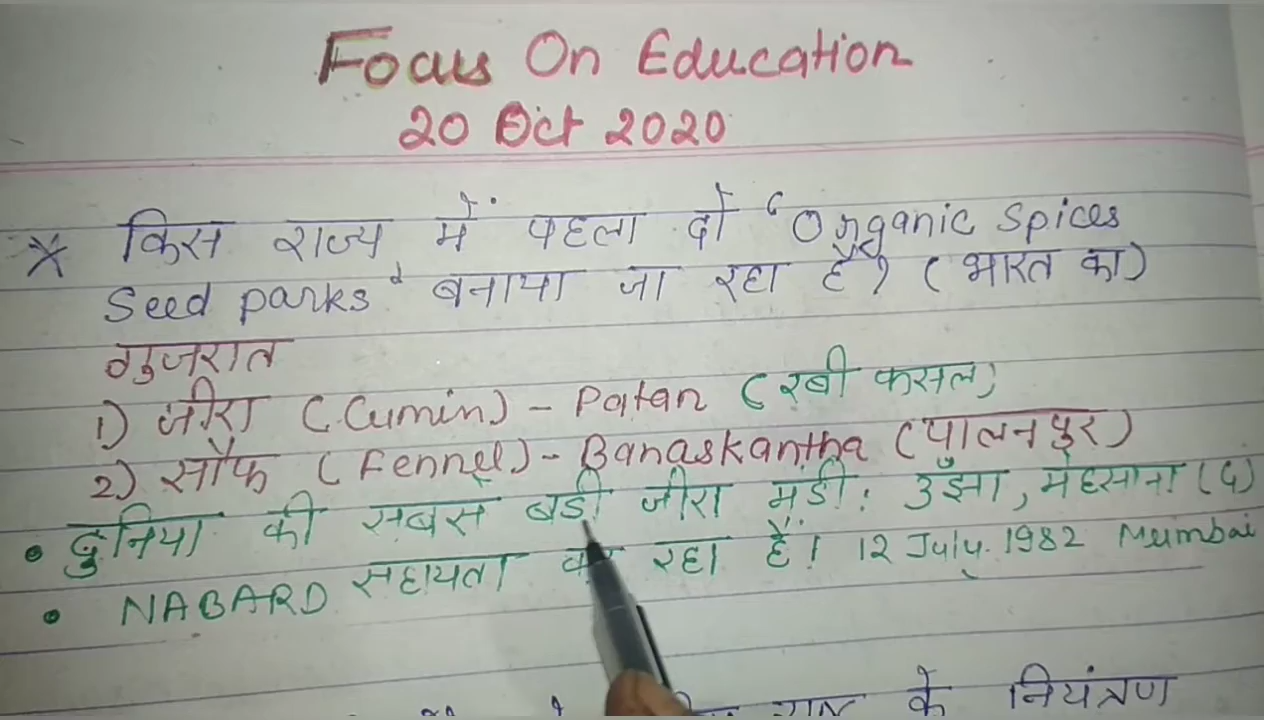 Focus On Education
20 Oct 2020
* किस राज्य में पहला दो "Organic spices
seed parks" बनाया जा रहा है? (भारत का)
गुजरात
1) जीरा (Cumin) - Patan (रबी फसल)
2) सौंफ (Fennel) - Banaskantha (पालनपुर)
• दुनिया की सबसे बडी जीरा मंडी: उँझा, मेहसाना (G)
• NABARD सहायता कर रहा है। 12 July. 1982 Mumbai
के नियंत्रण